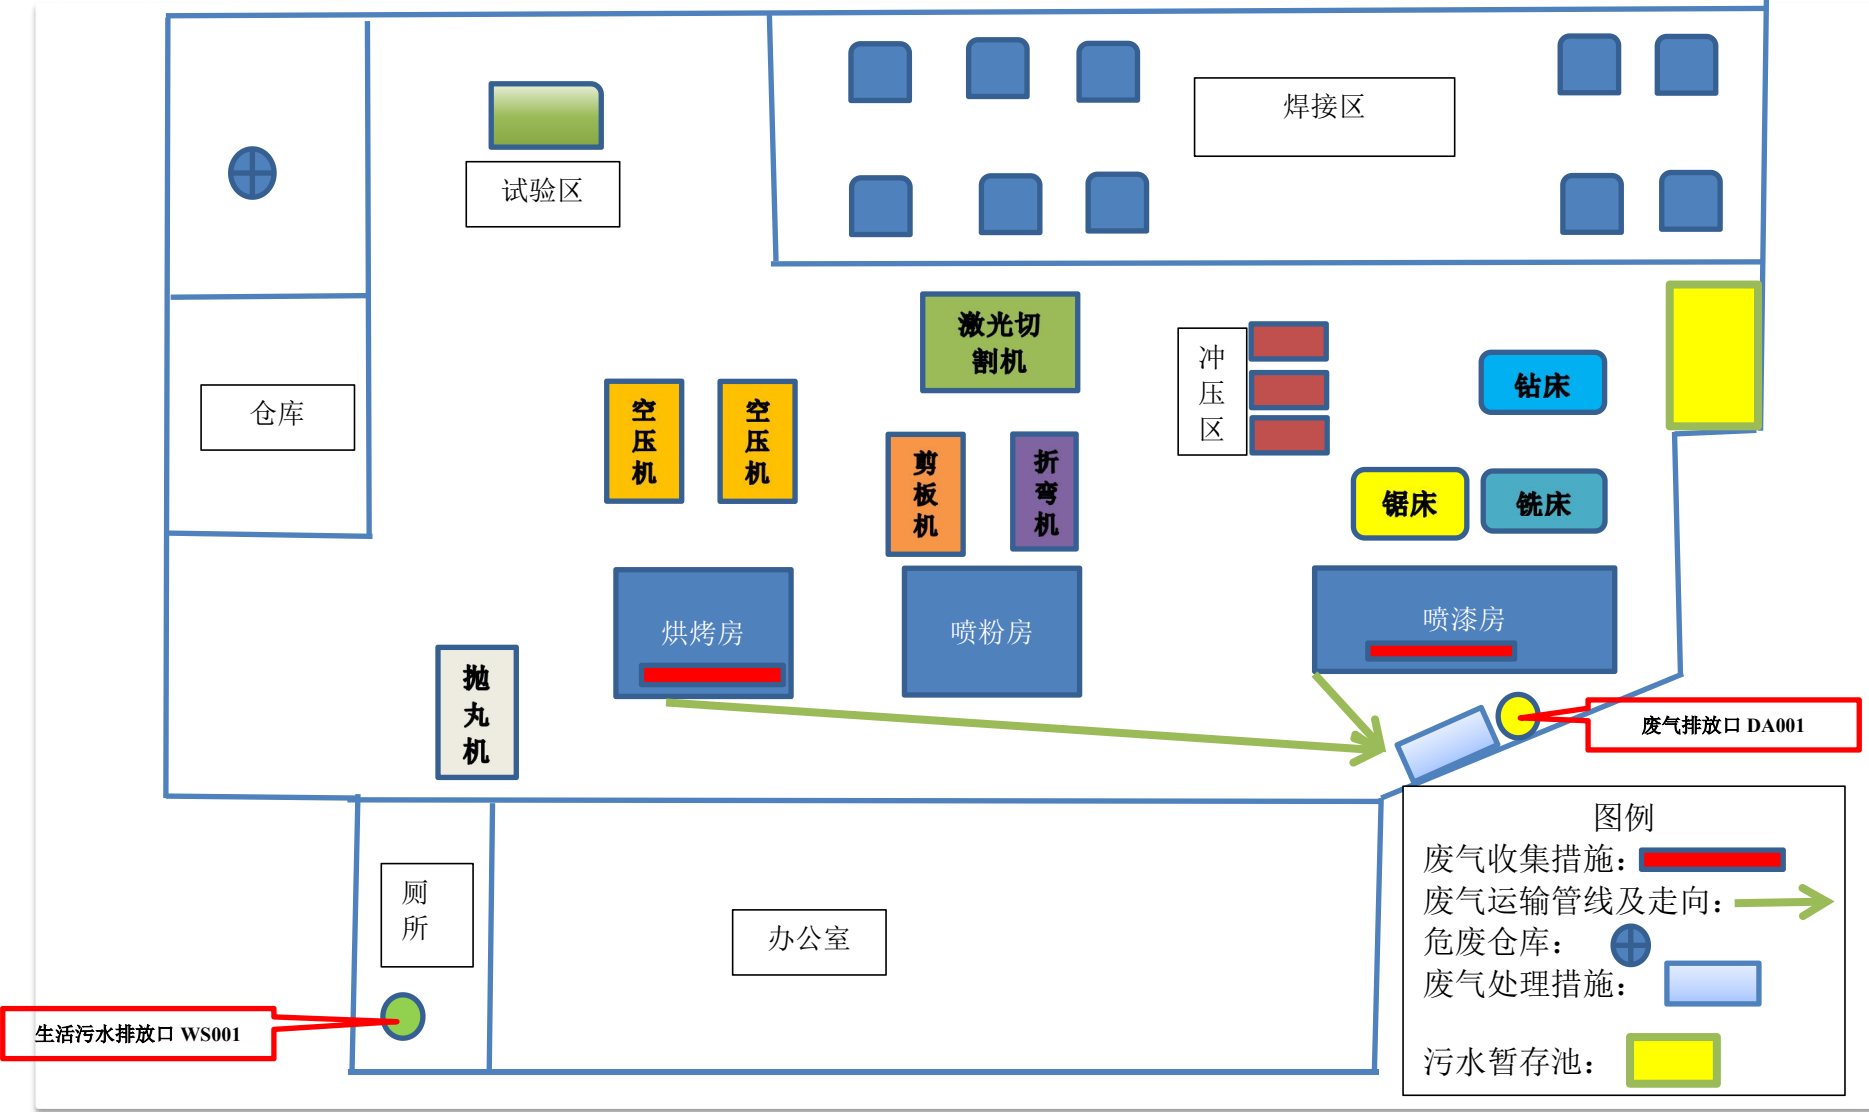 焊接区
试验区
激光切
割机
冲
压
区
钻床
仓库
空
压
机
空
压
机
剪
板
机
折
弯
机
锯床
铣床
烘烤房
喷粉房
喷漆房
抛
丸
机
废气排放口 DA001
图例
废气收集措施：
废气运输管线及走向：
危废仓库：
废气处理措施：
污水暂存池：
厕
所
办公室
生活污水排放口 WS001